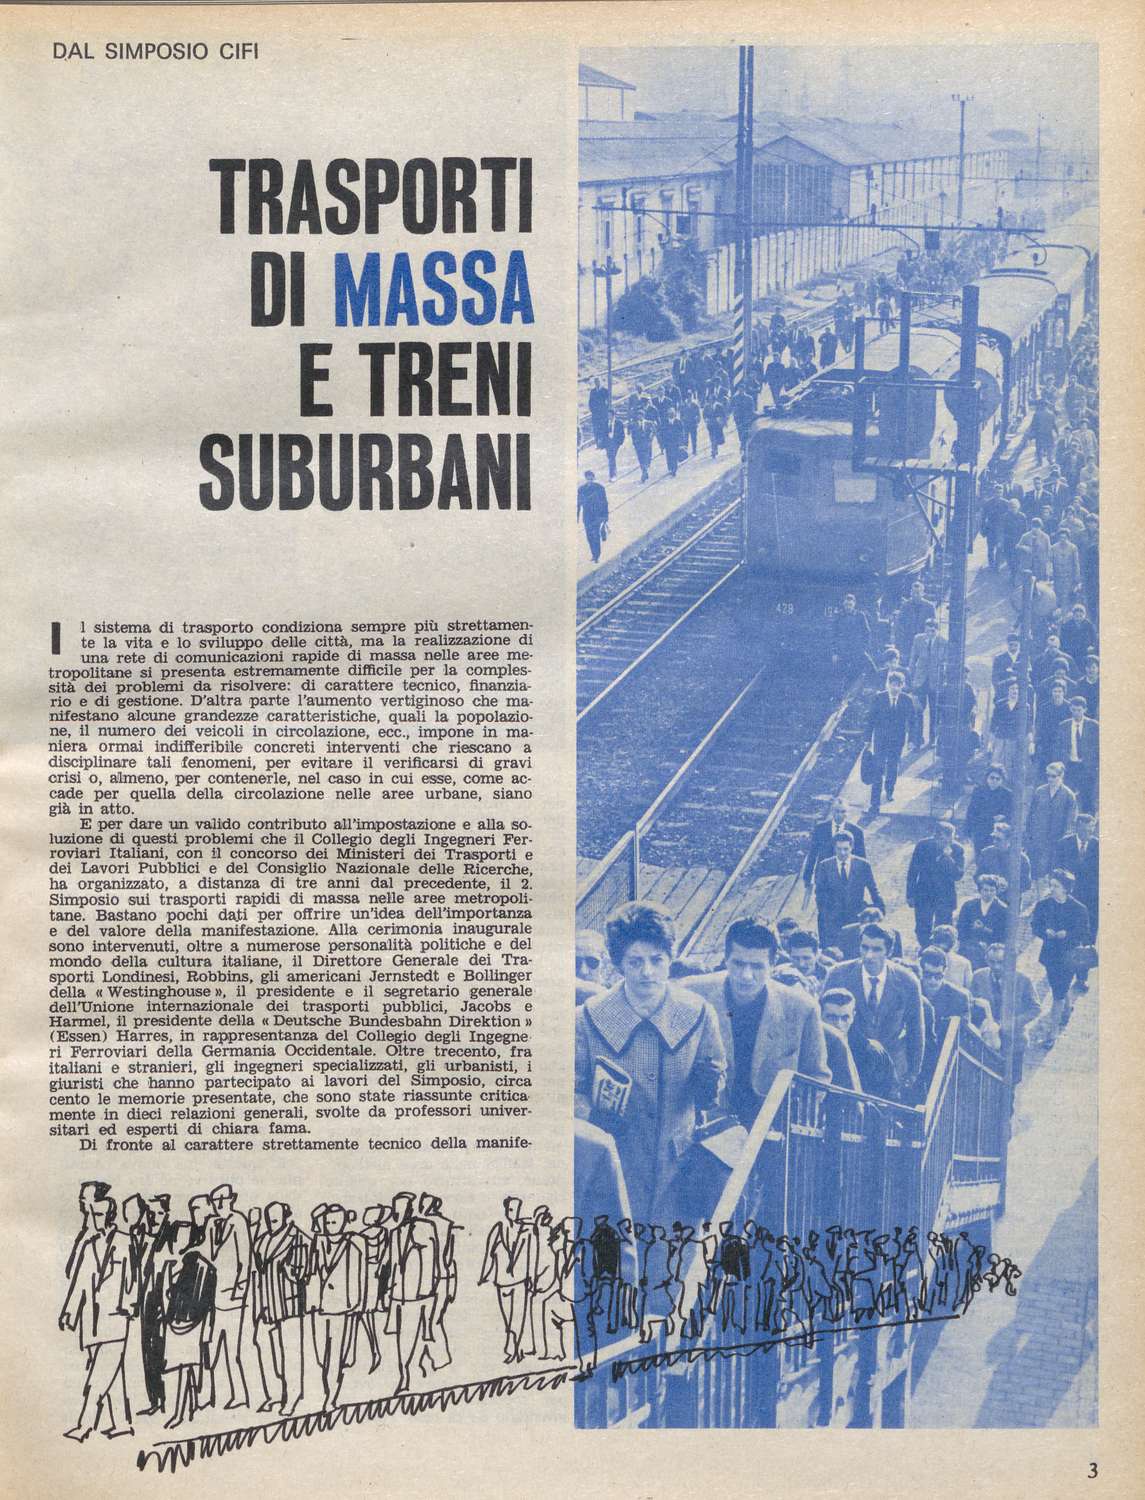 DAL SIMPOSIO CIFI
TRASPORTI
DI MASSA
E TRENI
SUBURBANI
Il sistema di trasporto condiziona sempre più strettamen-
te la vita e lo sviluppo delle città, ma la realizzazione di
una rete di comunicazioni rapide di massa nelle aree me-
tropolitane si presenta estremamente difficile per la comples-
sità dei problemi da risolvere: di carattere tecnico, finanzia-
rio e di gestione. D'altra parte l'aumento vertiginoso che ma-
nifestano alcune grandezze caratteristiche, quali la popolazio-
ne, il numero dei veicoli in circolazione, ecc., impone in ma-
niera ormai indifferibile concreti interventi che riescano a
disciplinare tali fenomeni, per evitare il verificarsi di gravi
crisi o, almeno, per contenerle, nel caso in cui esse, come ac-
cade per quella della circolazione nelle aree urbane, siano
già in atto.
E per dare un valido contributo all'impostazione e alla so-
luzione di questi problemi che il Collegio degli Ingegneri Fer-
roviari Italiani, con il concorso dei Ministeri dei Trasporti e
dei Lavori Pubblici e del Consiglio Nazionale delle Ricerche,
ha organizzato, a distanza di tre anni dal precedente, il 2.
Simposio sui trasporti rapidi di massa nelle aree metropoli-
tane. Bastano pochi dati per offrire un'idea dell'importanza
e del valore della manifestazione. Alla cerimonia inaugurale
sono intervenuti, oltre a numerose personalità politiche e del
mondo della cultura italiane, il Direttore Generale dei Tra-
sporti Londinesi, Robbins, gli americani Jernstedt e Bollinger
della « Westinghouse », il presidente e il segretario generale
dell'Unione internazionale dei trasporti pubblici, Jacobs e
Harmel, il presidente della « Deutsche Bundesbahn Direktion »
(Essen) Harres, in rappresentanza del Collegio degli Ingegne
ri Ferroviari della Germania Occidentale. Oltre trecento, fra
italiani e stranieri, gli ingegneri specializzati, gli urbanisti, i
giuristi che hanno partecipato ai lavori del Simposio, circa
cento le memorie presentate, che sono state riassunte critica
mente in dieci relazioni generali, svolte da professori univer-
sitari ed esperti di chiara fama.
Di fronte al carattere strettamente tecnico della manife-
428
3